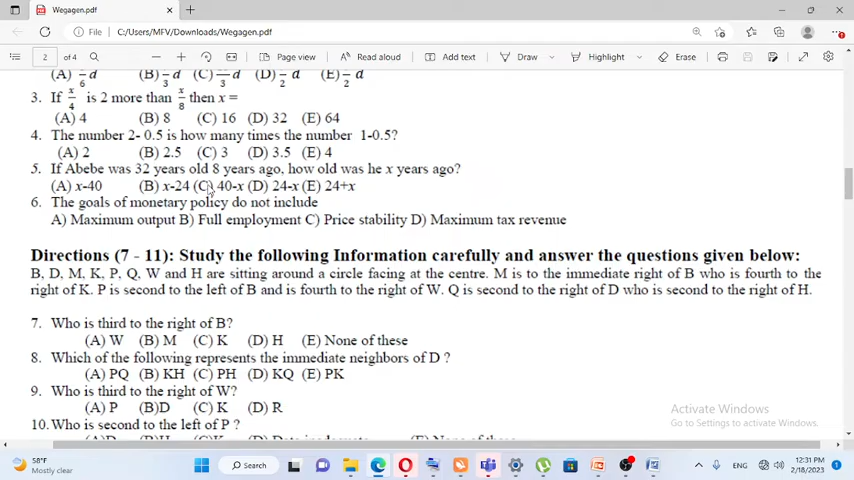 Wegagen.pdf
File
C:/Users/MFV/Downloads/Wegagen.pdf
2 of 4
Page view
Read aloud
Add text
Draw
Highlight
Erase
(A) 6 d (B) 3 d (C) 3 d (D) 2 d (E) 2 d
3. If x/4 is 2 more than x/8 then x =
(A) 4 (B) 8 (C) 16 (D) 32 (E) 64
4. The number 2- 0.5 is how many times the number 1-0.5?
(A) 2 (B) 2.5 (C) 3 (D) 3.5 (E) 4
5. If Abebe was 32 years old 8 years ago, how old was he x years ago?
(A) x-40 (B) x-24 (C) 40-x (D) 24-x (E) 24+x
6. The goals of monetary policy do not include
A) Maximum output B) Full employment C) Price stability D) Maximum tax revenue
Directions (7 - 11): Study the following Information carefully and answer the questions given below:
B, D, M, K, P, Q, W and H are sitting around a circle facing at the centre. M is to the immediate right of B who is fourth to the
right of K. P is second to the left of B and is fourth to the right of W. Q is second to the right of D who is second to the right of H.
7. Who is third to the right of B?
(A) W (B) M (C) K (D) H (E) None of these
8. Which of the following represents the immediate neighbors of D ?
(A) PQ (B) KH (C) PH (D) KQ (E) PK
9. Who is third to the right of W?
(A) P (B)D (C) K (D) R
10.Who is second to the left of P ?
Activate Windows
Go to Settings to activate Windows.
58°F
Mostly clear
Search
ENG
12:31 PM
2/18/2023